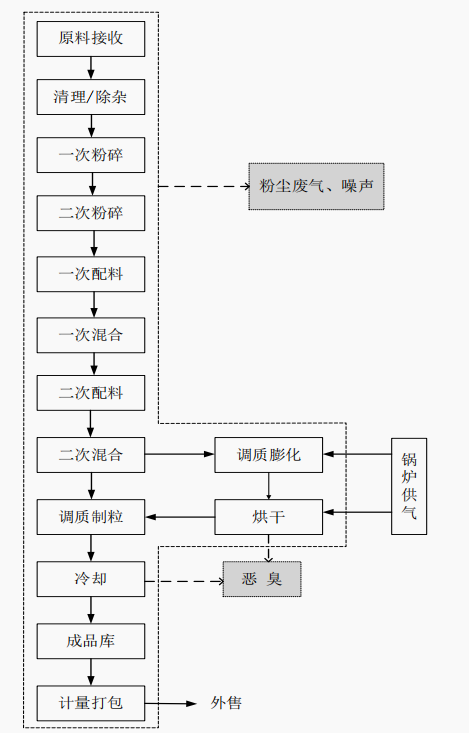 原料接收
清理/除杂
一次粉碎
粉尘废气、噪声
二次粉碎
一次配料
一次混合
二次配料
二次混合
调质膨化
锅炉供气
调质制粒
烘干
冷却
恶 臭
成品库
计量打包
外售